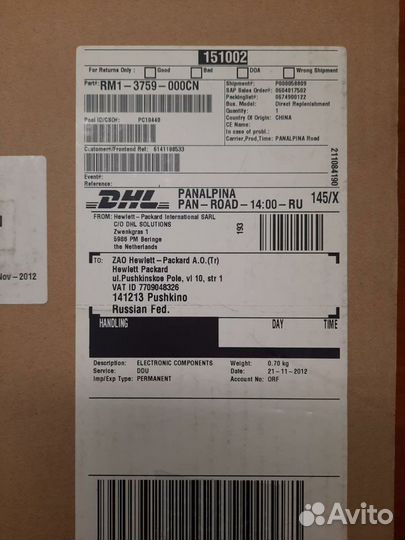 151002
For Returns Only : Good Bad DOA Wrong Shipment
Part#: RM1-3759-000CN
Shipment#: P800058809
SAP Sales Order#: 0604017502
Packinglist#: 0674900122
Bus. Model: Direct Replenishment
Quantity: 1
Pool ID/CSO#: PC19440
Country Of Origin: CHINA
CE Name:
In case of probl.:
Carrier,Prod,Time: PANALPINA Road
Customer/Frontend Ref: 6141108533
Event#:
Reference:
211084190
DHL PANALPINA
PAN-ROAD-14:00-RU 145/X
FROM: Hewlett-Packard International SARL
C/O DHL SOLUTIONS
Zwenkgras 1
5986 PM Beringe
the Netherlands
193
TO: ZAO Hewlett-Packard A.O.(Tr)
Hewlett Packard
ul.Pushkinskoe Pole, vl 10, str 1
VAT ID 7709048326
141213 Pushkino
Russian Fed.
Nov - 2012
HANDLING DAY TIME
Description: ELECTRONIC COMPONENTS Weight: 0.70 kg
Service: DDU Date: 21-11-2012
Imp/Exp Type: PERMANENT Account No: ORF
Avito